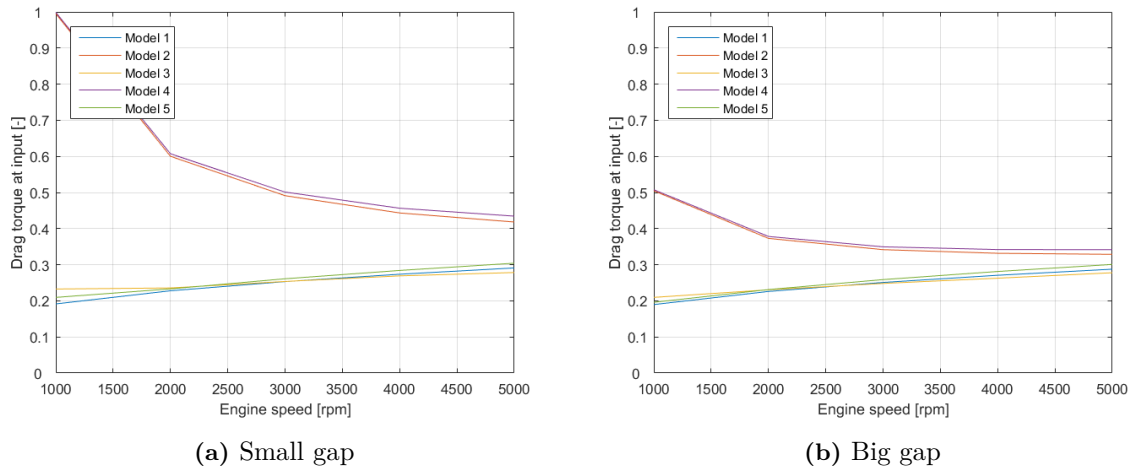 1
0.9
0.8
0.7
0.6
0.5
0.4
0.3
0.2
0.1
0
Drag torque at input [-]
Model 1
Model 2
Model 3
Model 4
Model 5
1000 1500 2000 2500 3000 3500 4000 4500 5000
Engine speed [rpm]
(a) Small gap
1
0.9
0.8
0.7
0.6
0.5
0.4
0.3
0.2
0.1
0
Drag torque at input [-]
Model 1
Model 2
Model 3
Model 4
Model 5
1000 1500 2000 2500 3000 3500 4000 4500 5000
Engine speed [rpm]
(b) Big gap